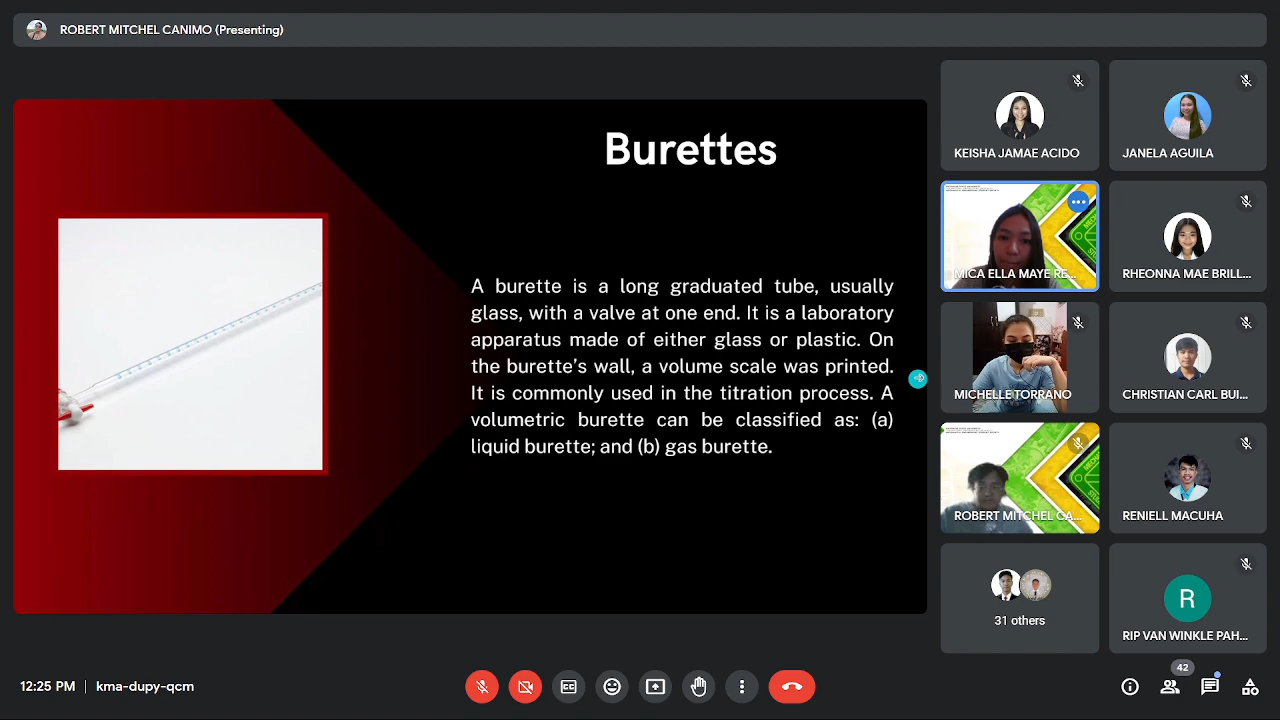 ROBERT MITCHEL CANIMO (Presenting)
Burettes
A burette is a long graduated tube, usually
glass, with a valve at one end. It is a laboratory
apparatus made of either glass or plastic. On
the burette's wall, a volume scale was printed.
It is commonly used in the titration process. A
volumetric burette can be classified as: (a)
liquid burette; and (b) gas burette.
KEISHA JAMAE ACIDO
JANELA AGUILA
MICA ELLA MAYE RE...
RHEONNA MAE BRILL...
MICHELLE TORRANO
CHRISTIAN CARL BUI...
ROBERT MITCHEL CA...
RENIELL MACUHA
31 others
R
RIP VAN WINKLE PAH...
12:25 PM | kma-dupy-qcm
42